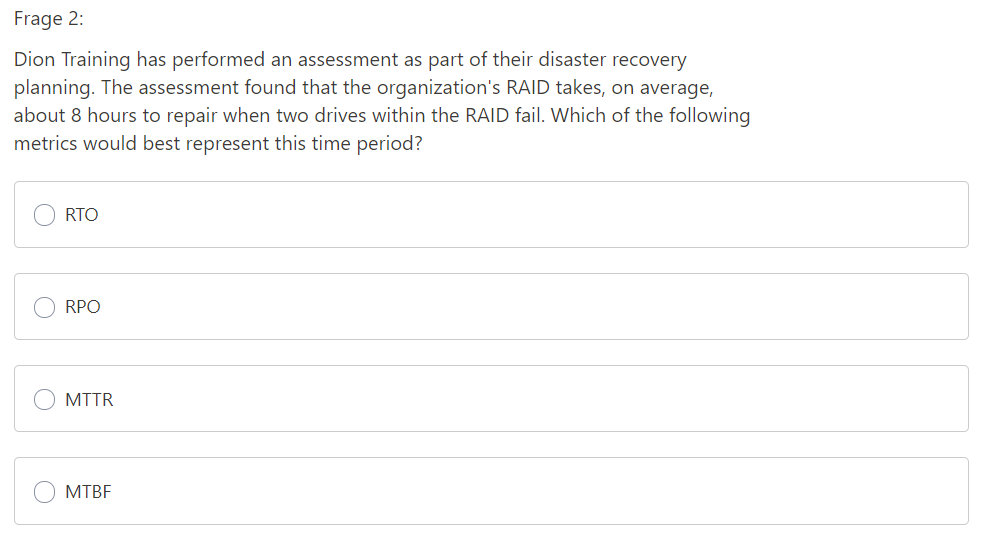 Frage 2:
Dion Training has performed an assessment as part of their disaster recovery
planning. The assessment found that the organization's RAID takes, on average,
about 8 hours to repair when two drives within the RAID fail. Which of the following
metrics would best represent this time period?
RTO
RPO
MTTR
MTBF